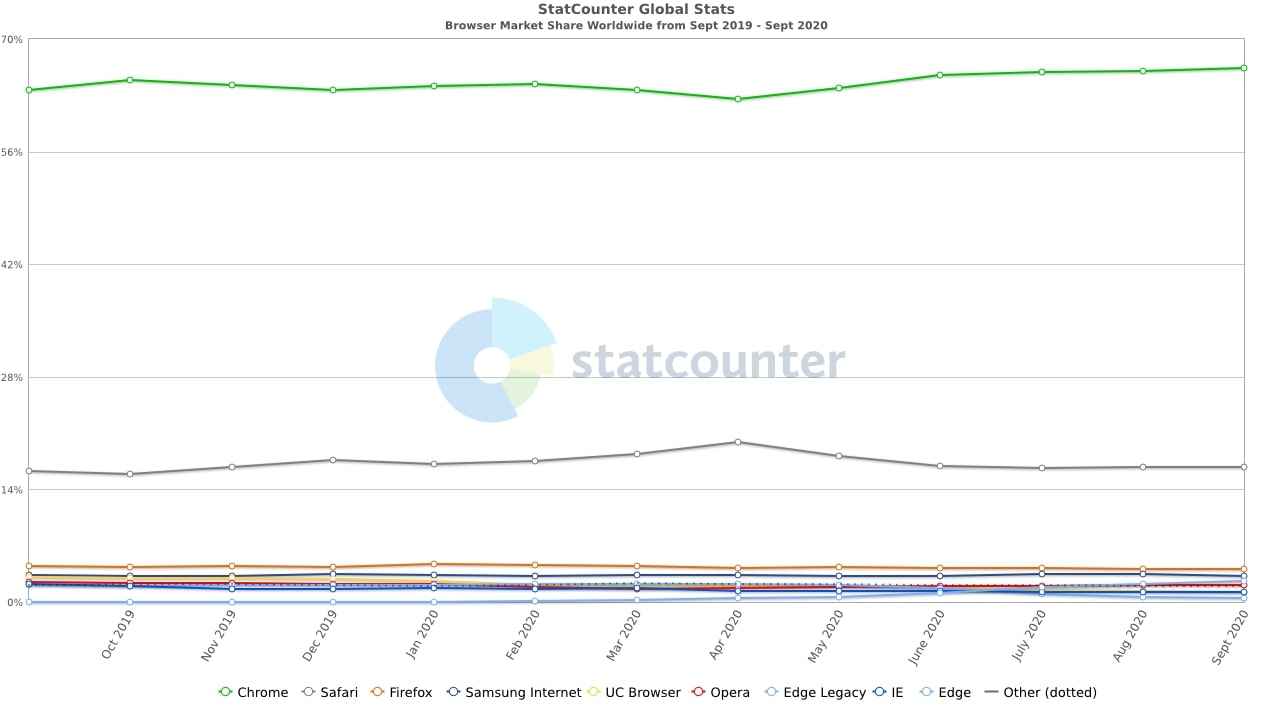 StatCounter Global Stats
Browser Market Share Worldwide from Sept 2019 - Sept 2020
70%
56%
42%
statcounter
28%
14%
0%
Oct 2019 Nov 2019 Dec 2019 Jan 2020 Feb 2020 Mar 2020 Apr 2020 May 2020 June 2020 July 2020 Aug 2020 Sept 2020
Chrome Safari Firefox Samsung Internet UC Browser Opera Edge Legacy IE Edge Other (dotted)